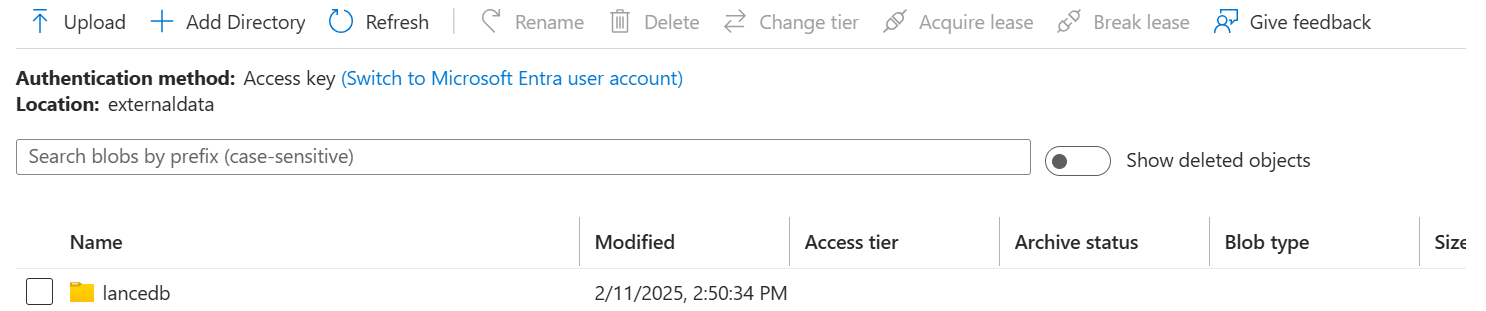 Upload Add Directory Refresh Rename Delete Change tier Acquire lease Break lease Give feedback
Authentication method: Access key (Switch to Microsoft Entra user account)
Location: externaldata
Search blobs by prefix (case-sensitive) Show deleted objects
Name Modified Access tier Archive status Blob type Size
lancedb 2/11/2025, 2:50:34 PM